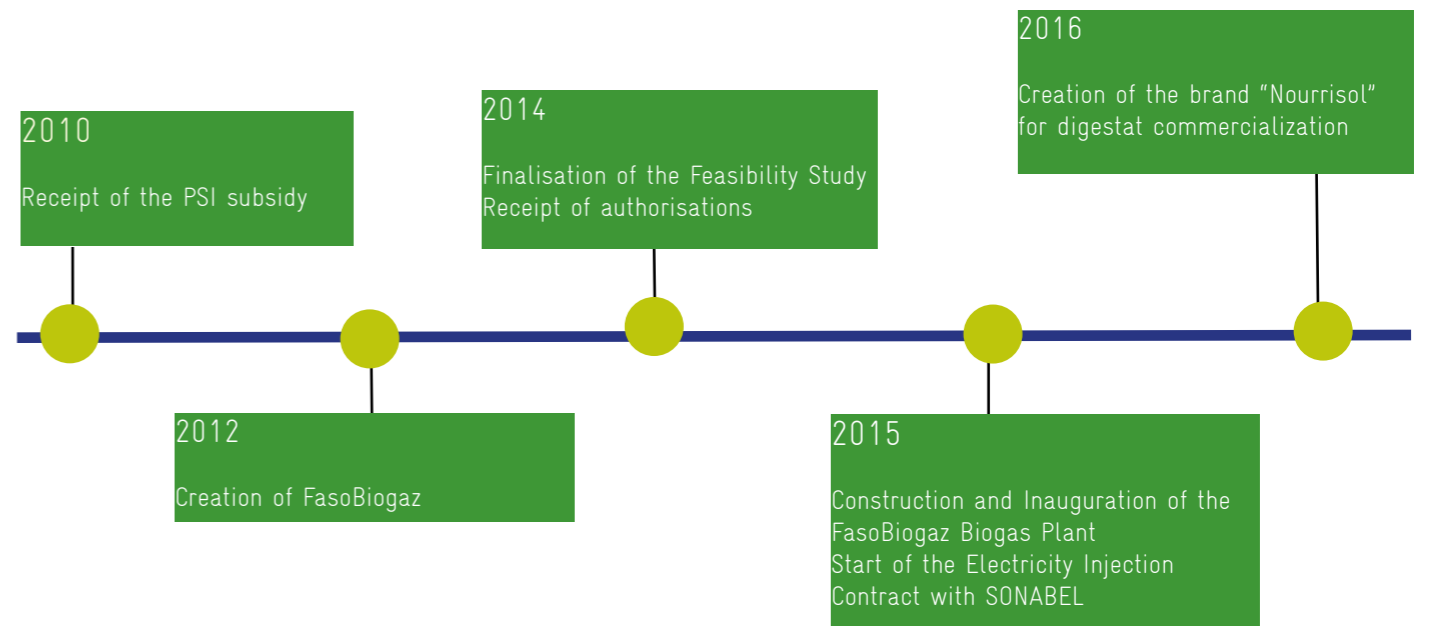 2010
Receipt of the PSI subsidy
2012
Creation of FasoBiogaz
2014
Finalisation of the Feasibility Study
Receipt of authorisations
2015
Construction and Inauguration of the
FasoBiogaz Biogas Plant
Start of the Electricity Injection
Contract with SONABEL
2016
Creation of the brand “Nourrisol”
for digestat commercialization